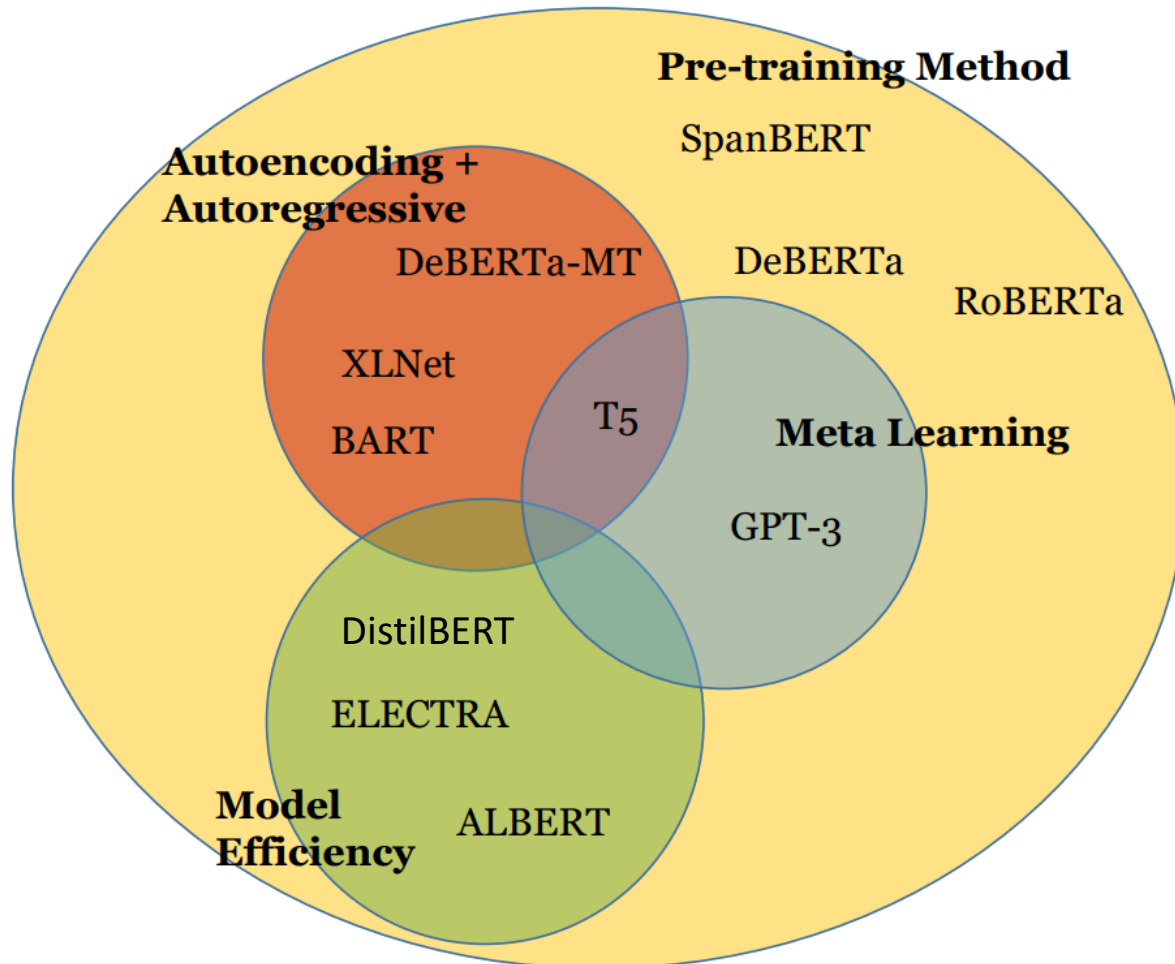 Pre-training Method
SpanBERT
Autoencoding +
Autoregressive
DeBERTa-MT
DeBERTa
RoBERTa
XLNet
BART
T5
Meta Learning
GPT-3
DistilBERT
ELECTRA
Model
Efficiency
ALBERT